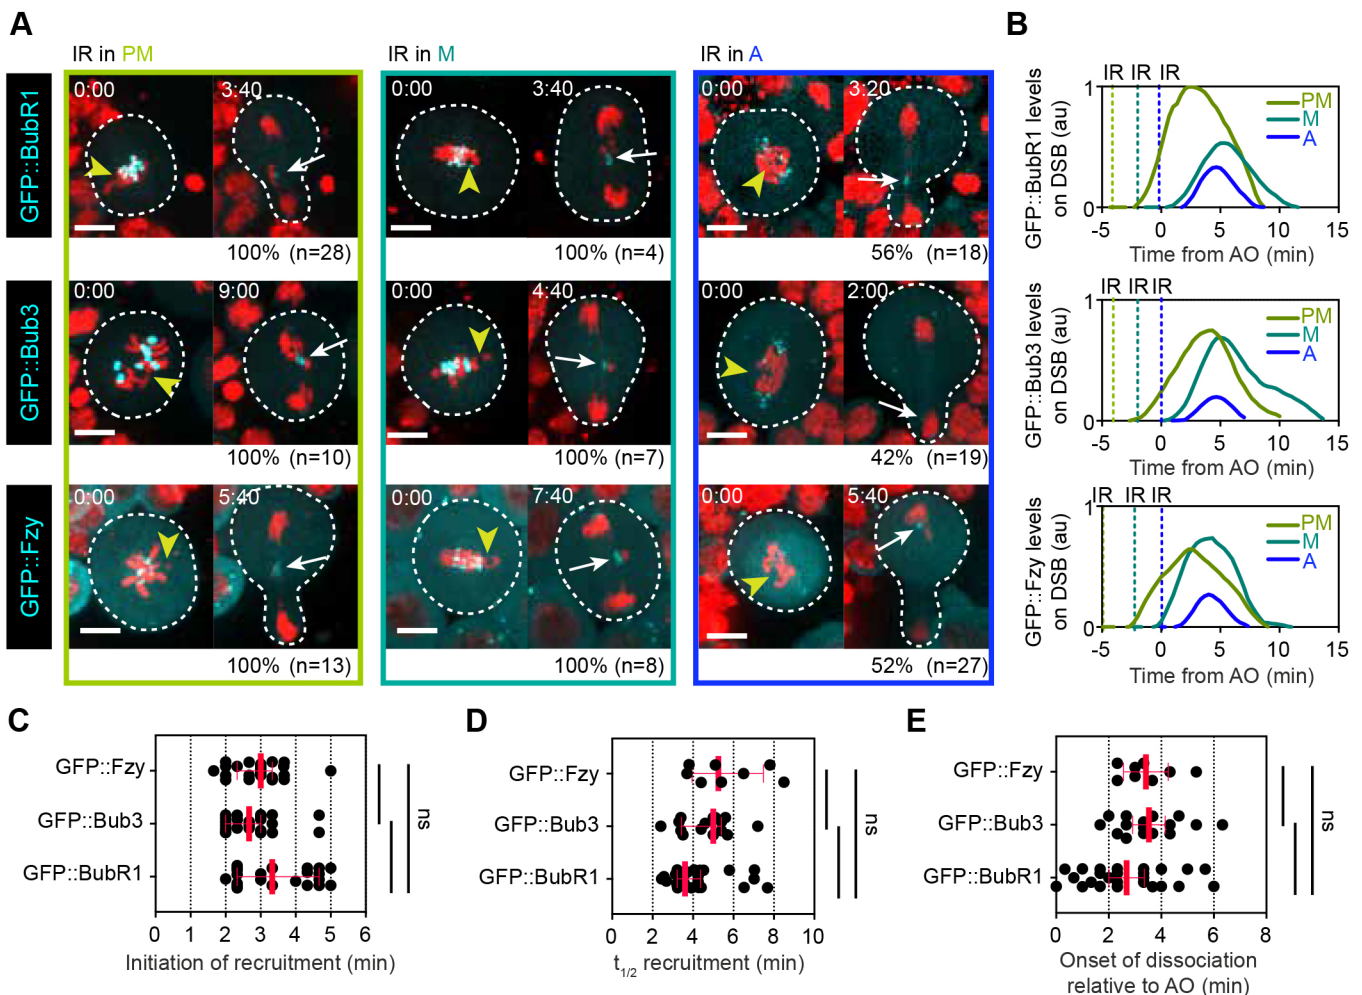 A
B
IR in PM
IR in M
IR in A
GFP::BubR1
0:00
3:40
0:00
3:40
0:00
3:20
100% (n=28)
100% (n=4)
56% (n=18)
GFP::Bub3
0:00
9:00
0:00
4:40
0:00
2:00
100% (n=10)
100% (n=7)
42% (n=19)
GFP::Fzy
0:00
5:40
0:00
7:40
0:00
5:40
100% (n=13)
100% (n=8)
52% (n=27)
IR IR IR
GFP::BubR1 levels
on DSB (au)
1
0
PM
M
A
-5 0 5 10 15
Time from AO (min)
IR IR IR
GFP::Bub3 levels
on DSB (au)
1
0
PM
M
A
-5 0 5 10 15
Time from AO (min)
IR IR IR
GFP::Fzy levels
on DSB (au)
1
0
PM
M
A
-5 0 5 10 15
Time from AO (min)
C
GFP::Fzy
GFP::Bub3
GFP::BubR1
ns
0 1 2 3 4 5 6
Initiation of recruitment (min)
D
GFP::Fzy
GFP::Bub3
GFP::BubR1
ns
0 2 4 6 8 10
t1/2 recruitment (min)
E
GFP::Fzy
GFP::Bub3
GFP::BubR1
ns
0 2 4 6 8
Onset of dissociation
relative to AO (min)